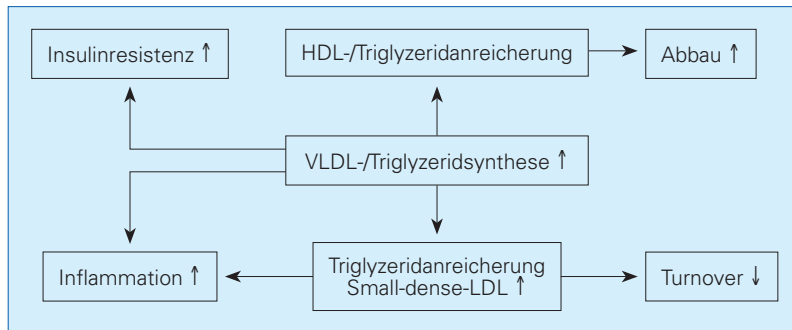 Insulinresistenz ↑
HDL-/Triglyzeridanreicherung
Abbau ↑
VLDL-/Triglyzeridsynthese ↑
Inflammation ↑
Triglyzeridanreicherung
Small-dense-LDL ↑
Turnover ↓